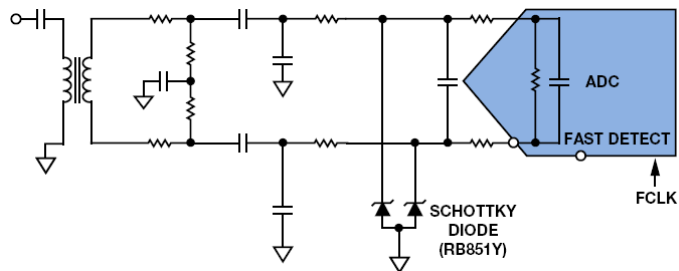 ADC
FAST DETECT
FCLK
SCHOTTKY
DIODE
(RB851Y)